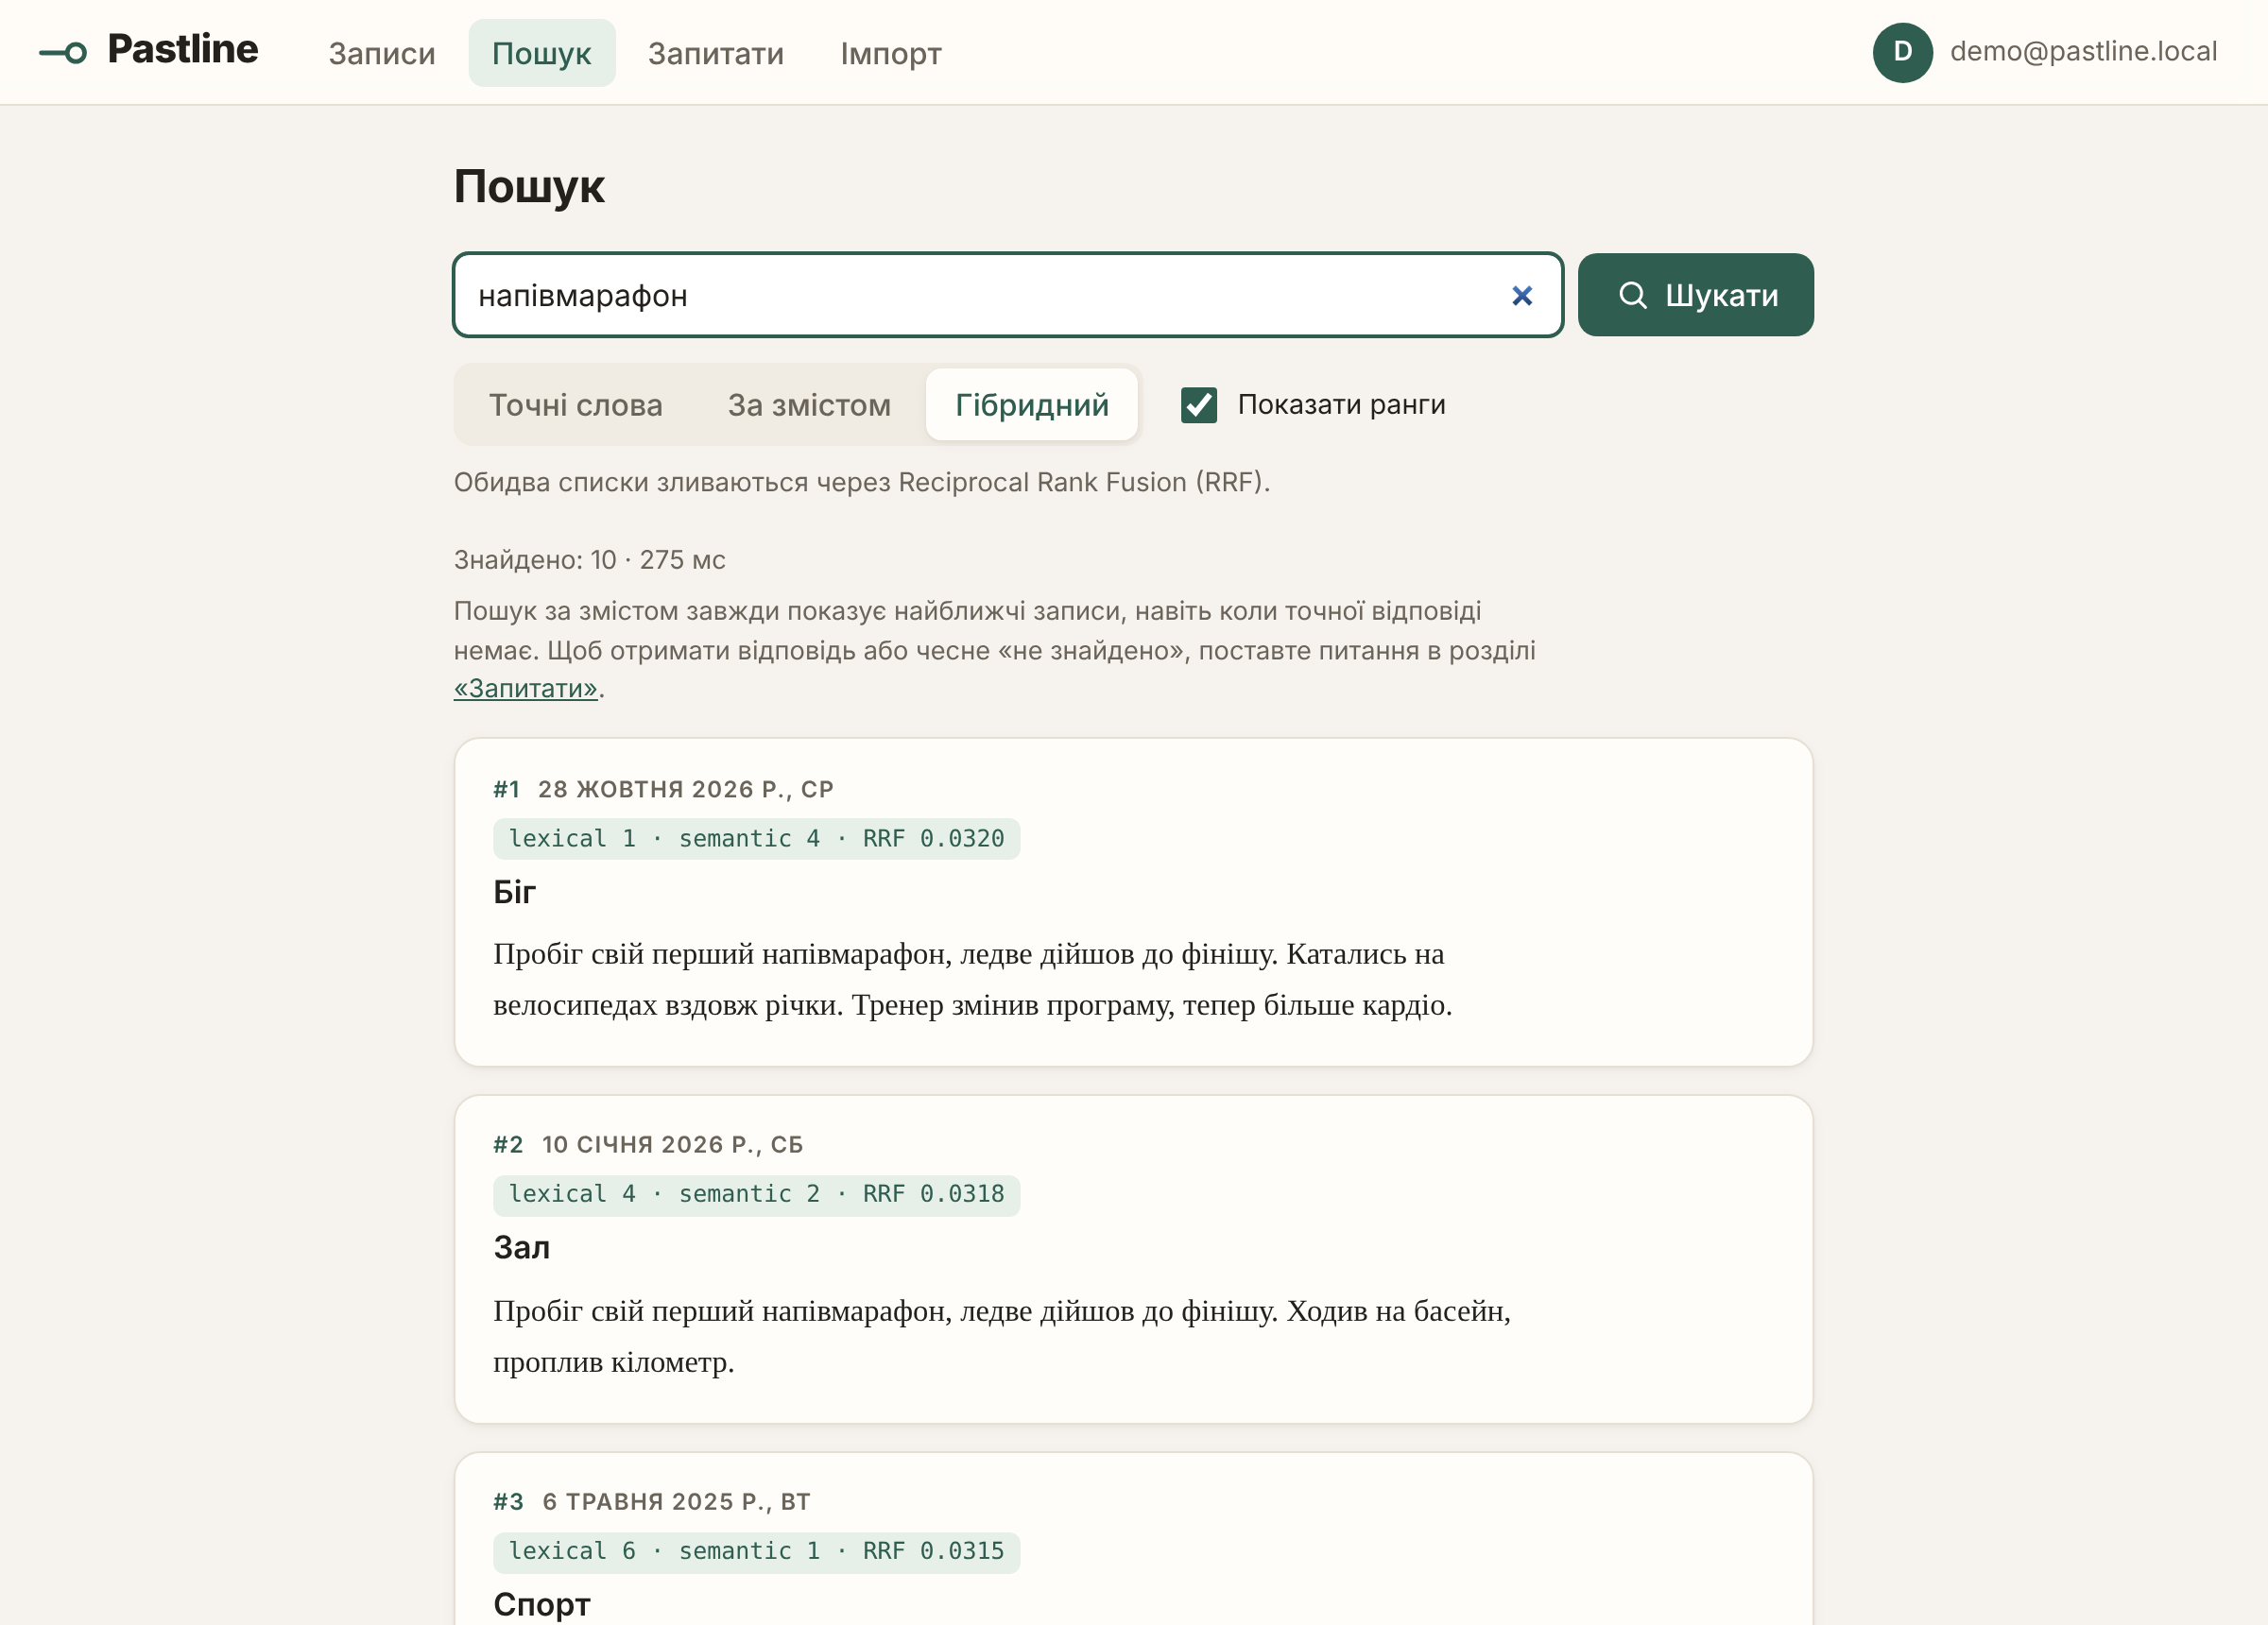 Pastline
Записи
Пошук
Запитати
Імпорт
D
demo@pastline.local
Пошук
напівмарафон
Шукати
Точні слова
За змістом
Гібридний
Показати ранги
Обидва списки зливаються через Reciprocal Rank Fusion (RRF).
Знайдено: 10 · 275 мс
Пошук за змістом завжди показує найближчі записи, навіть коли точної відповіді
немає. Щоб отримати відповідь або чесне «не знайдено», поставте питання в розділі
«Запитати».
#1 28 ЖОВТНЯ 2026 Р., СР
lexical 1 · semantic 4 · RRF 0.0320
Біг
Пробіг свій перший напівмарафон, ледве дійшов до фінішу. Катались на
велосипедах вздовж річки. Тренер змінив програму, тепер більше кардіо.
#2 10 СІЧНЯ 2026 Р., СБ
lexical 4 · semantic 2 · RRF 0.0318
Зал
Пробіг свій перший напівмарафон, ледве дійшов до фінішу. Ходив на басейн,
проплив кілометр.
#3 6 ТРАВНЯ 2025 Р., ВТ
lexical 6 · semantic 1 · RRF 0.0315
Спорт